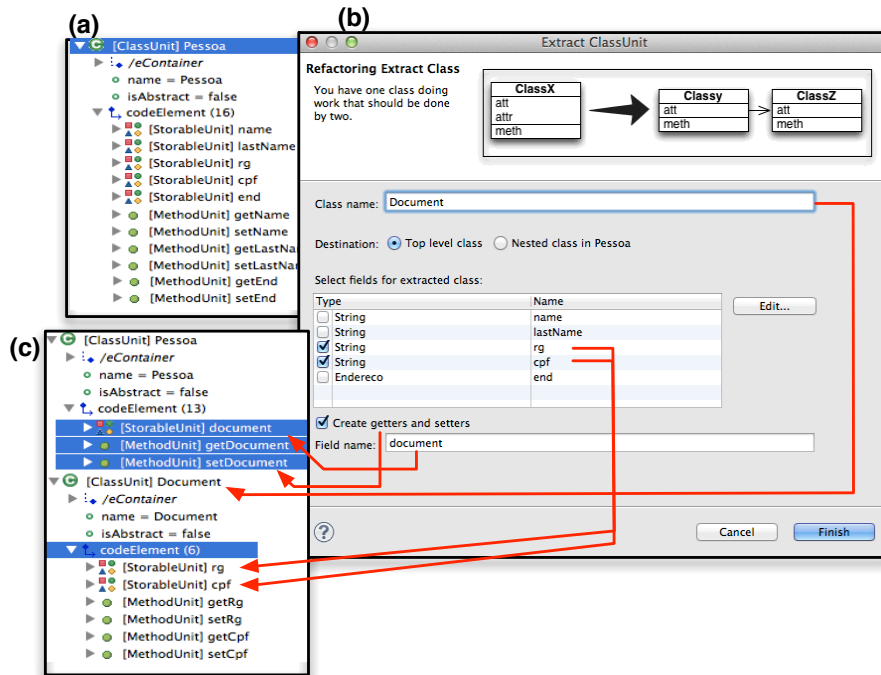 (a)
[ClassUnit] Pessoa
/eContainer
name = Pessoa
isAbstract = false
codeElement (16)
[StorableUnit] name
[StorableUnit] lastName
[StorableUnit] rg
[StorableUnit] cpf
[StorableUnit] end
[MethodUnit] getName
[MethodUnit] setName
[MethodUnit] getLastNa
[MethodUnit] setLastNa
[MethodUnit] getEnd
[MethodUnit] setEnd
(b)
Extract ClassUnit
Refactoring Extract Class
You have one class doing
work that should be done
by two.
ClassX
att
attr
meth
Classy
att
meth
ClassZ
att
meth
Class name: Document
Destination: Top level class Nested class in Pessoa
Select fields for extracted class:
Type Name
String name
String lastName
String rg
String cpf
Endereco end
Edit...
Create getters and setters
Field name: document
?
Cancel Finish
(c)
[ClassUnit] Pessoa
/eContainer
name = Pessoa
isAbstract = false
codeElement (13)
[StorableUnit] document
[MethodUnit] getDocument
[MethodUnit] setDocument
[ClassUnit] Document
/eContainer
name = Document
isAbstract = false
codeElement (6)
[StorableUnit] rg
[StorableUnit] cpf
[MethodUnit] getRg
[MethodUnit] setRg
[MethodUnit] getCpf
[MethodUnit] setCpf